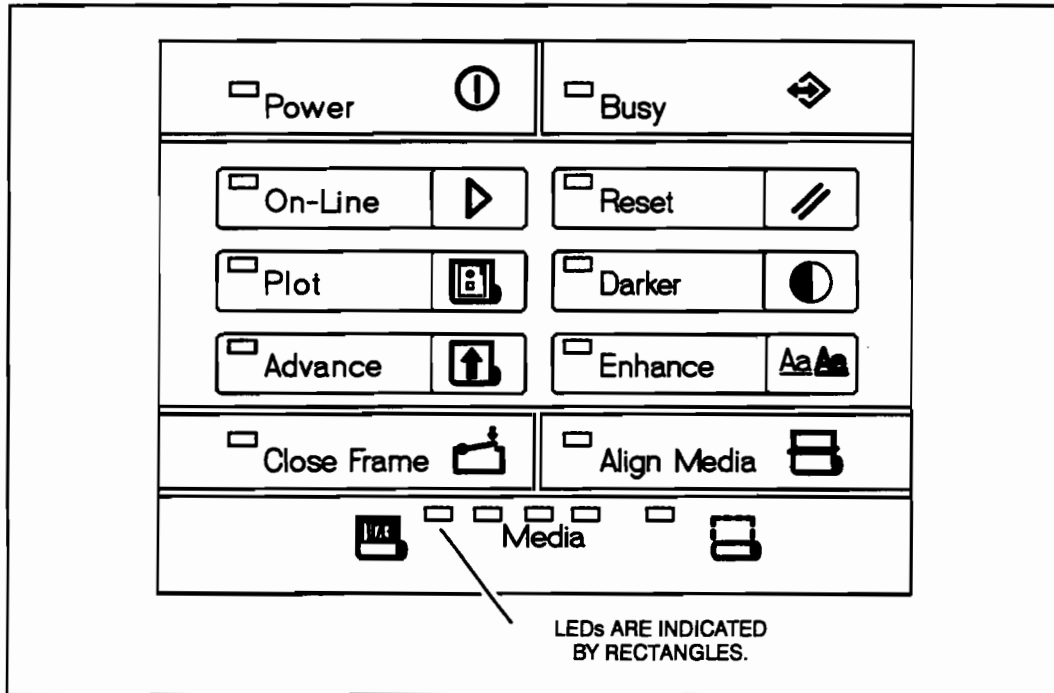 Power
Busy
On-Line
Reset
Plot
Darker
Advance
Enhance
AaAa
Close Frame
Align Media
Media
LEDs ARE INDICATED
BY RECTANGLES.